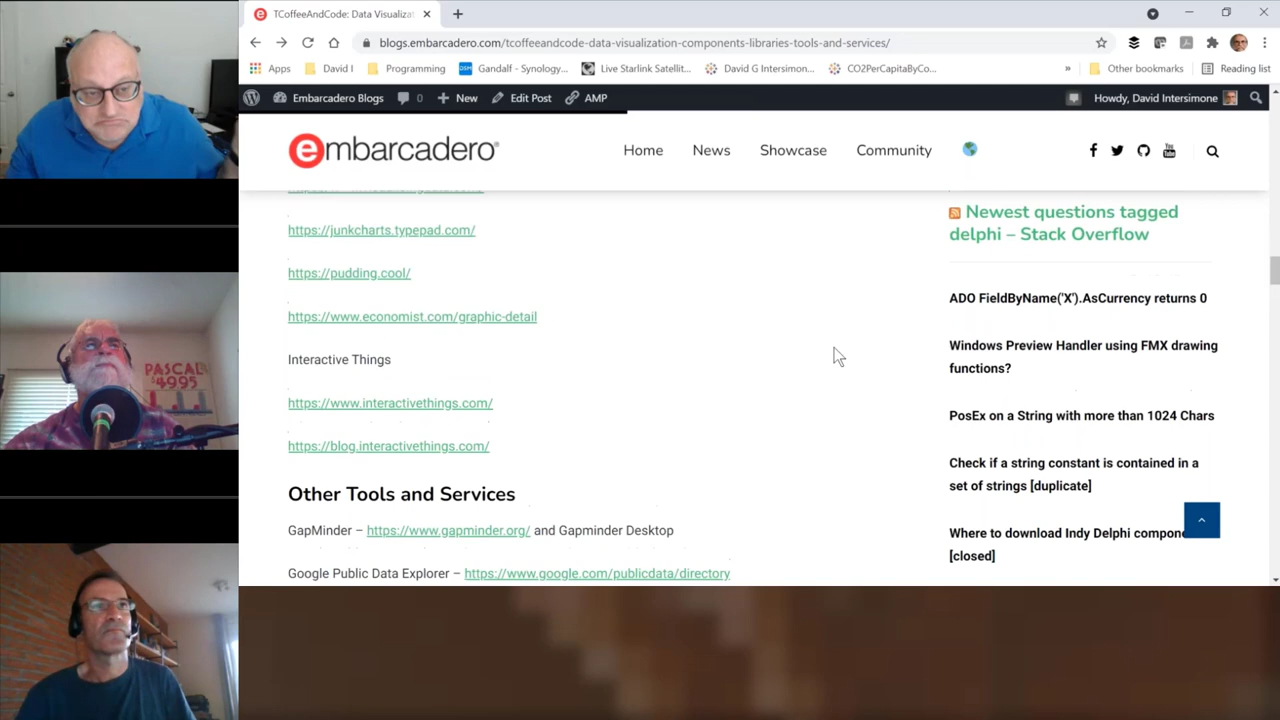 TCoffeeAndCode: Data Visualizat
blogs.embarcadero.com/tcoffeeandcode-data-visualization-components-libraries-tools-and-services/
Apps
David I
Programming
Gandalf - Synology...
Live Starlink Satellit...
David G Intersimon...
CO2PerCapitaByCo...
»
Other bookmarks
Reading list
Embarcadero Blogs
0
New
Edit Post
AMP
Howdy, David Intersimone
embarcadero®
Home
News
Showcase
Community
https://junkcharts.typepad.com/
https://pudding.cool/
https://www.economist.com/graphic-detail
Interactive Things
https://www.interactivethings.com/
https://blog.interactivethings.com/
Other Tools and Services
GapMinder – https://www.gapminder.org/ and Gapminder Desktop
Google Public Data Explorer – https://www.google.com/publicdata/directory
Newest questions tagged
delphi – Stack Overflow
ADO FieldByName('X').AsCurrency returns 0
Windows Preview Handler using FMX drawing
functions?
PosEx on a String with more than 1024 Chars
Check if a string constant is contained in a
set of strings [duplicate]
Where to download Indy Delphi compone
[closed]
PASCAL
$4995